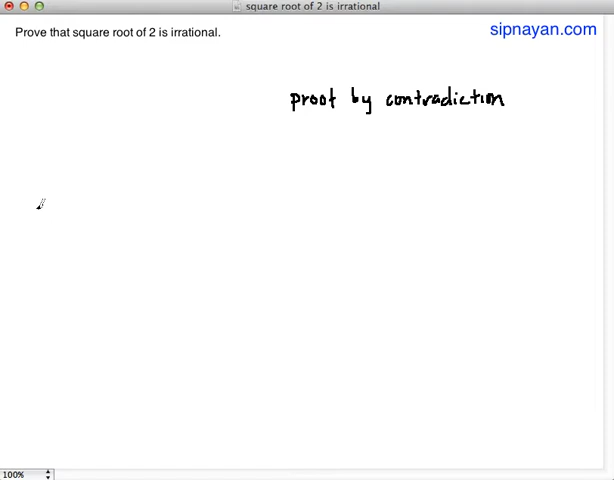 square root of 2 is irrational
Prove that square root of 2 is irrational.
sipnayan.com
proof by contradiction
100%